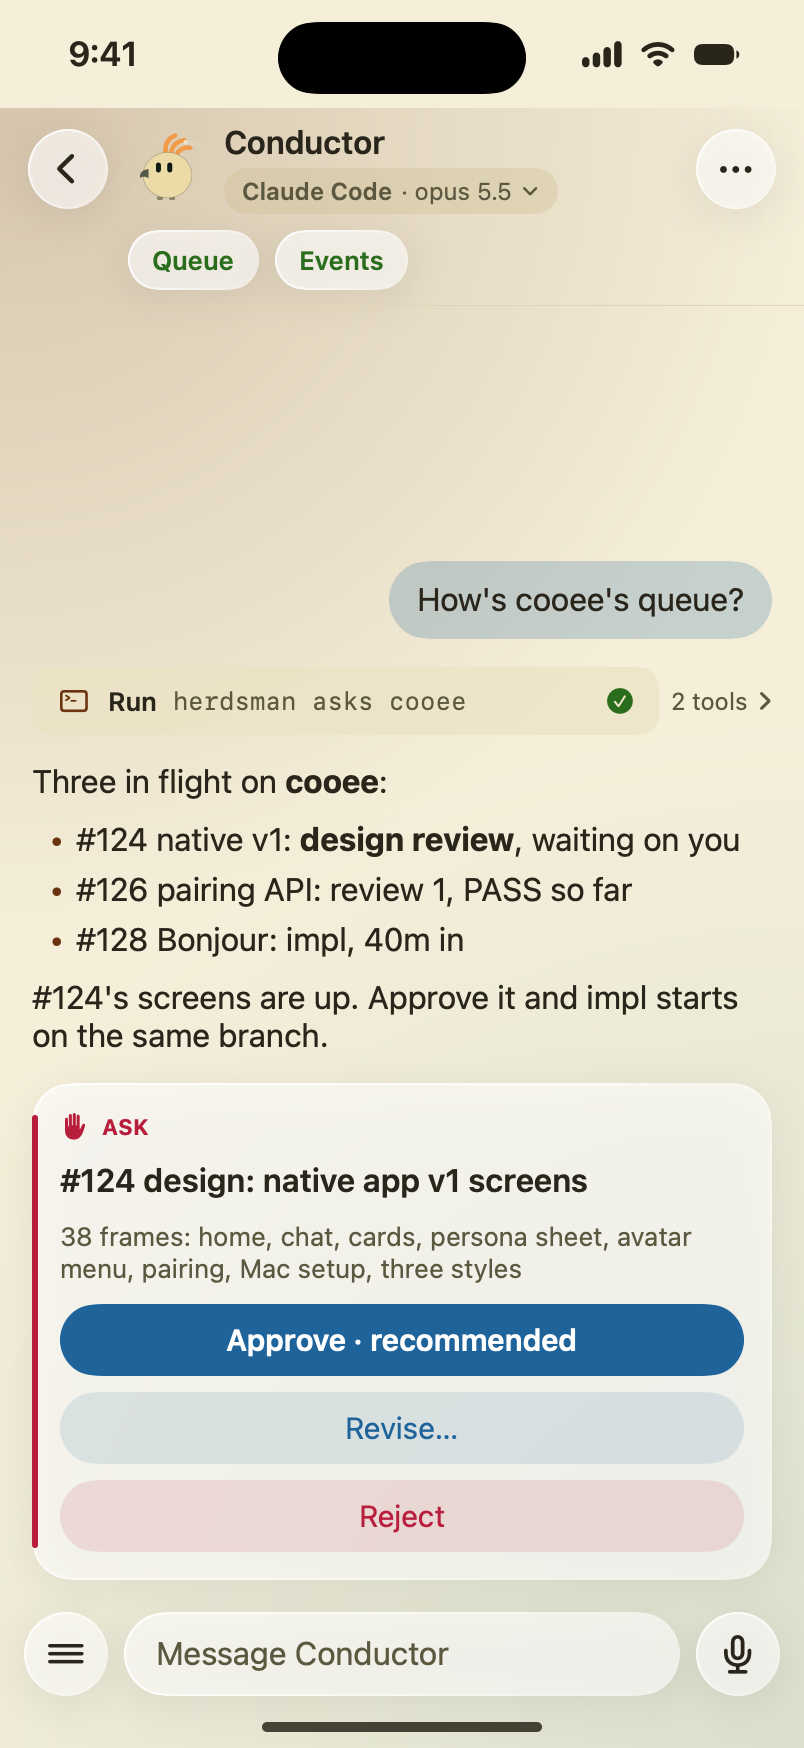 9:41
Conductor
Claude Code · opus 5.5
Queue
Events
How's cooee's queue?
Run herdsman asks cooee
2 tools
Three in flight on cooee:
• #124 native v1: design review, waiting on you
• #126 pairing API: review 1, PASS so far
• #128 Bonjour: impl, 40m in
#124's screens are up. Approve it and impl starts
on the same branch.
ASK
#124 design: native app v1 screens
38 frames: home, chat, cards, persona sheet, avatar
menu, pairing, Mac setup, three styles
Approve · recommended
Revise...
Reject
Message Conductor